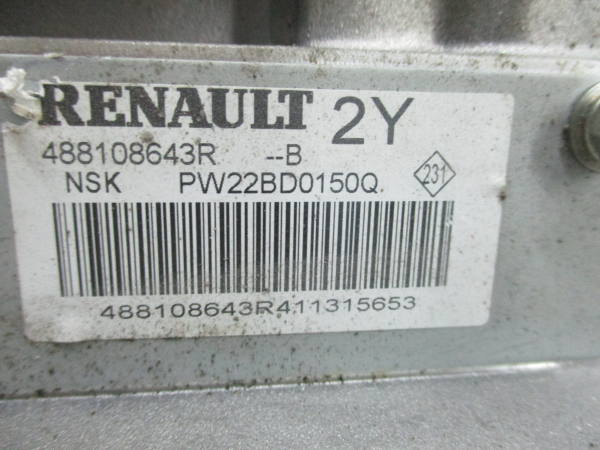 RENAULT 2Y
488108643R --B
NSK PW22BD0150Q. 231
488108643R411315653